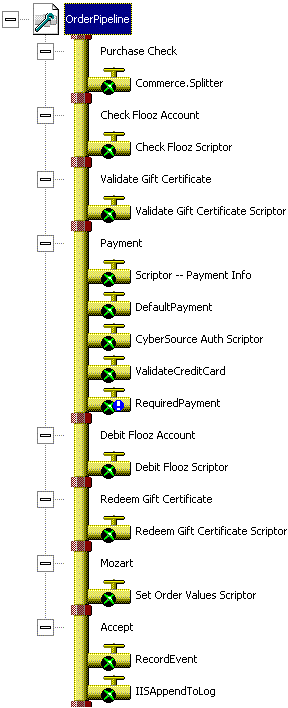 OrderPipeline
Purchase Check
Commerce.Splitter
Check Flooz Account
Check Flooz Scriptor
Validate Gift Certificate
Validate Gift Certificate Scriptor
Payment
Scriptor -- Payment Info
DefaultPayment
CyberSource Auth Scriptor
ValidateCreditCard
RequiredPayment
Debit Flooz Account
Debit Flooz Scriptor
Redeem Gift Certificate
Redeem Gift Certificate Scriptor
Mozart
Set Order Values Scriptor
Accept
RecordEvent
IISAppendToLog